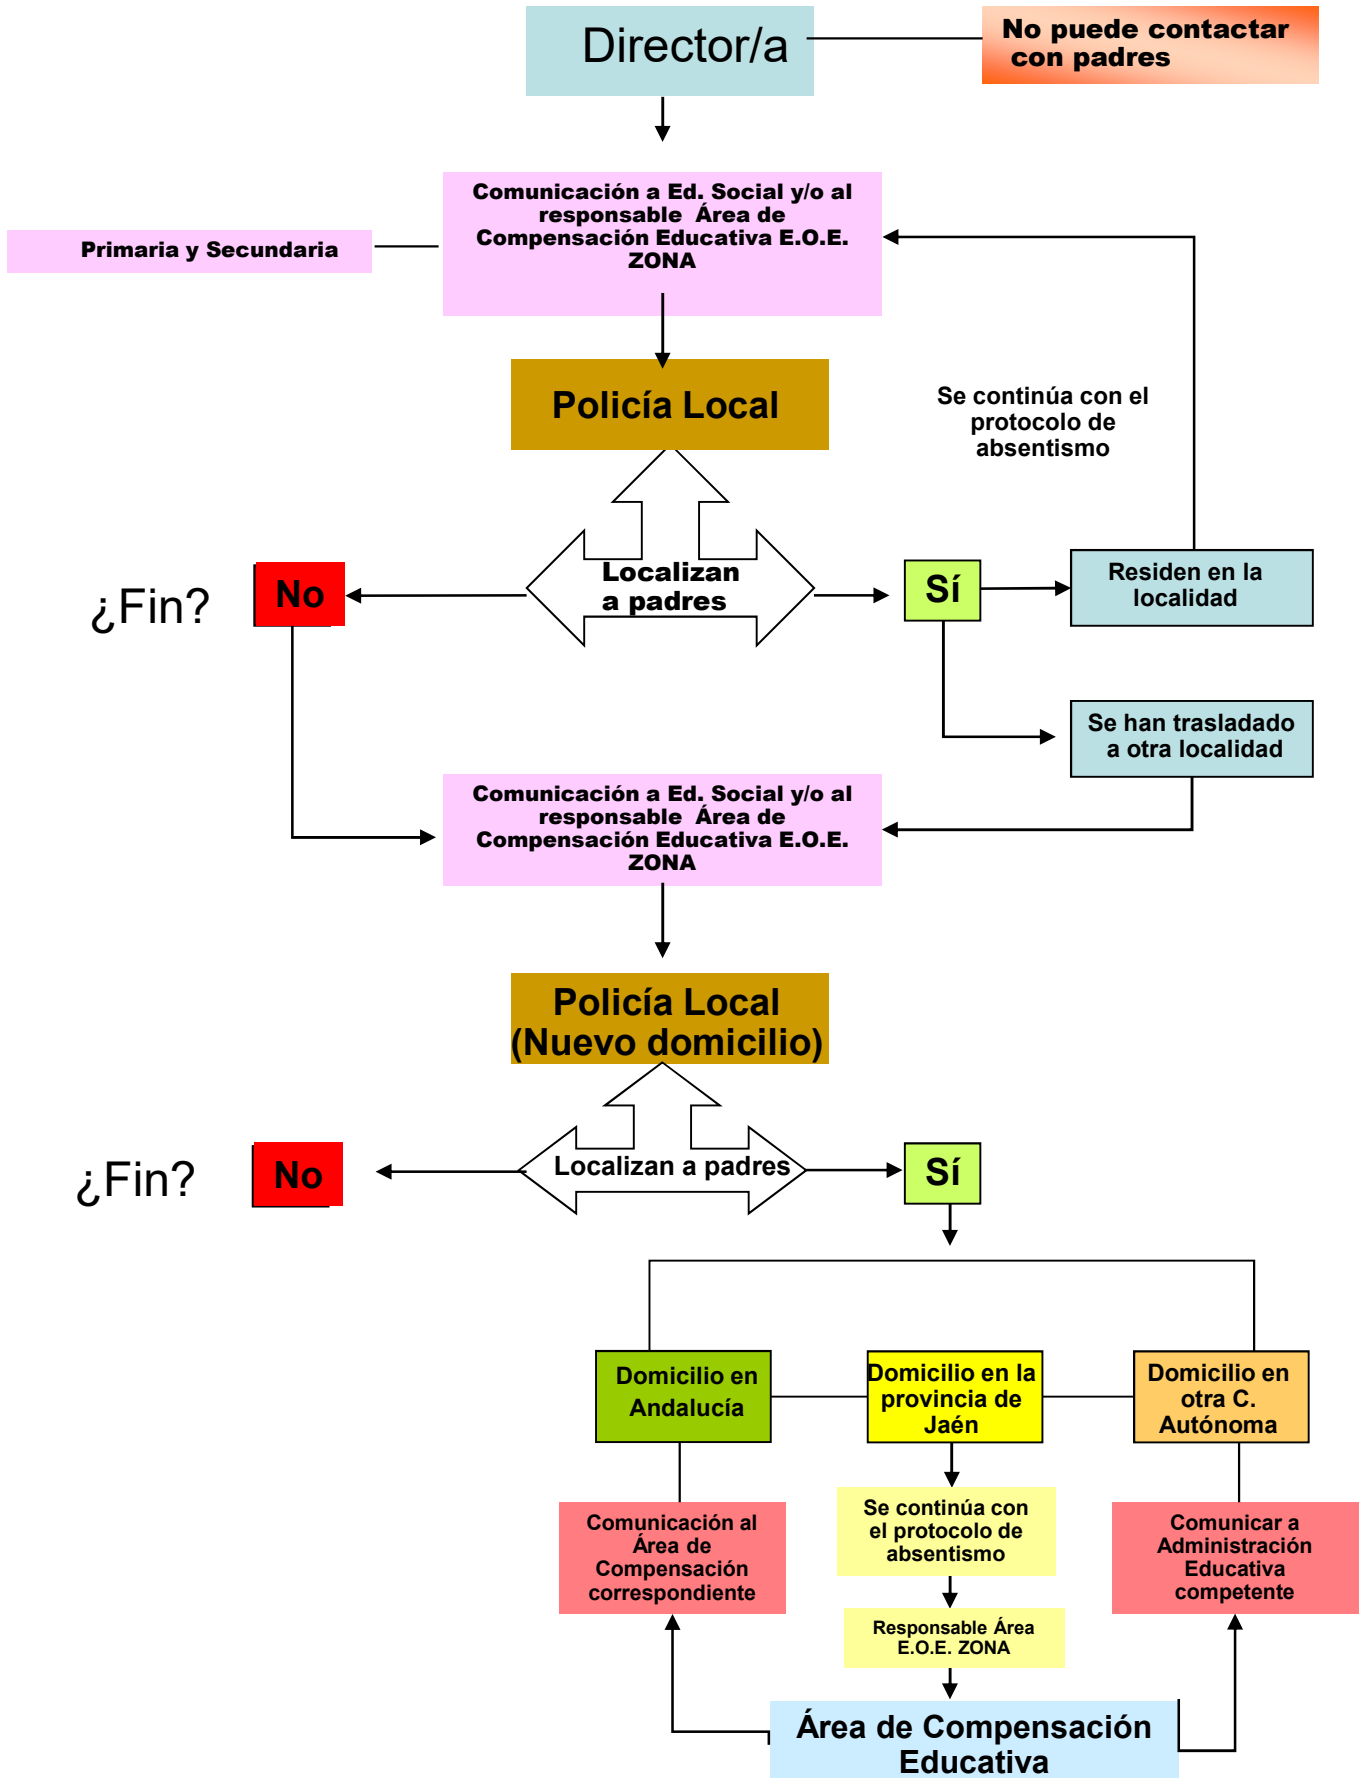 Director/a
No puede contactar
con padres
Comunicación a Ed. Social y/o al
responsable Área de
Compensación Educativa E.O.E.
ZONA
Primaria y Secundaria
Policía Local
Se continúa con el
protocolo de
absentismo
Localizan
a padres
¿Fin?
No
Sí
Residen en la
localidad
Se han trasladado
a otra localidad
Comunicación a Ed. Social y/o al
responsable Área de
Compensación Educativa E.O.E.
ZONA
Policía Local
(Nuevo domicilio)
¿Fin?
No
Localizan a padres
Sí
Domicilio en
Andalucía
Domicilio en la
provincia de
Jaén
Domicilio en
otra C.
Autónoma
Comunicación al
Área de
Compensación
correspondiente
Se continúa con
el protocolo de
absentismo
Comunicar a
Administración
Educativa
competente
Responsable Área
E.O.E. ZONA
Área de Compensación
Educativa